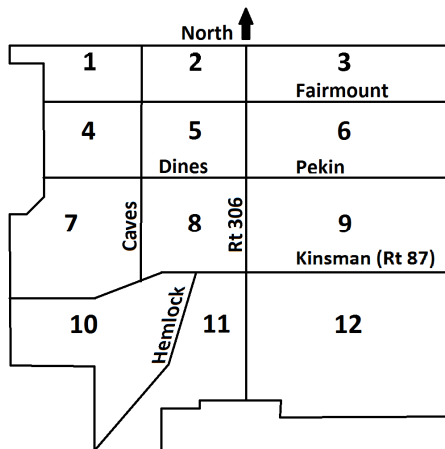 North
1 2 3
Fairmount
4 5 6
Dines Pekin
7 Caves 8 Rt 306 9
Kinsman (Rt 87)
10 Hemlock 11 12